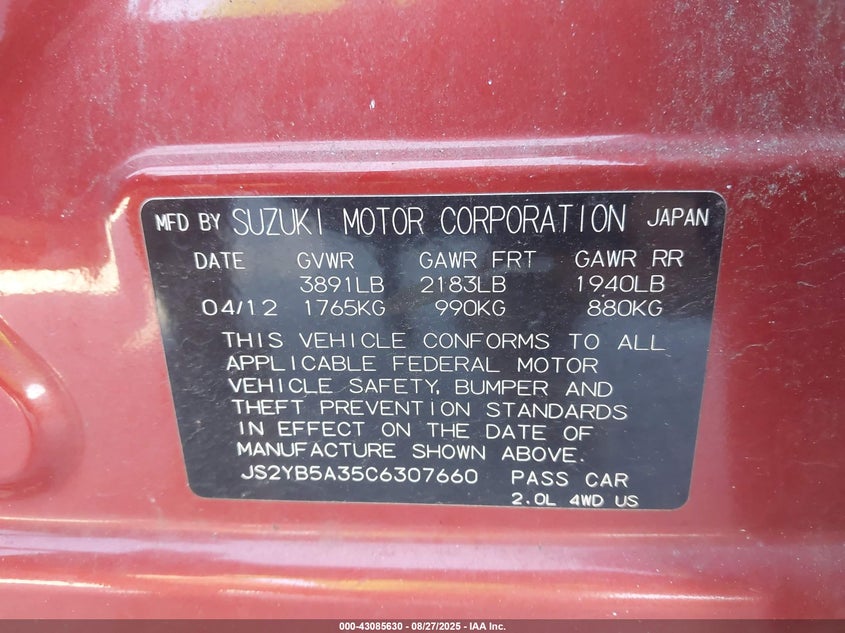 MFD BY SUZUKI MOTOR CORPORATION JAPAN
DATE GVWR GAWR FRT GAWR RR
3891LB 2183LB 1940LB
04/12 1765KG 990KG 880KG
THIS VEHICLE CONFORMS TO ALL
APPLICABLE FEDERAL MOTOR
VEHICLE SAFETY, BUMPER AND
THEFT PREVENTION STANDARDS
IN EFFECT ON THE DATE OF
MANUFACTURE SHOWN ABOVE.
JS2YB5A35C6307660 PASS CAR
2.0L 4WD US
000-43085630 - 08/27/2025 - IAA Inc.